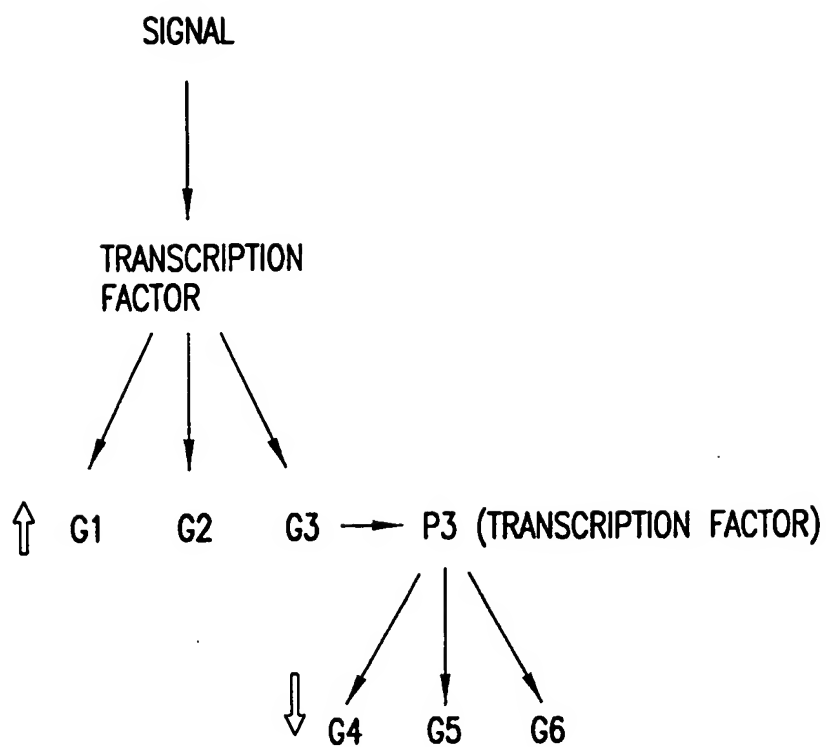 SIGNAL
TRANSCRIPTION
FACTOR
G1 G2 G3 P3 (TRANSCRIPTION FACTOR)
G4 G5 G6